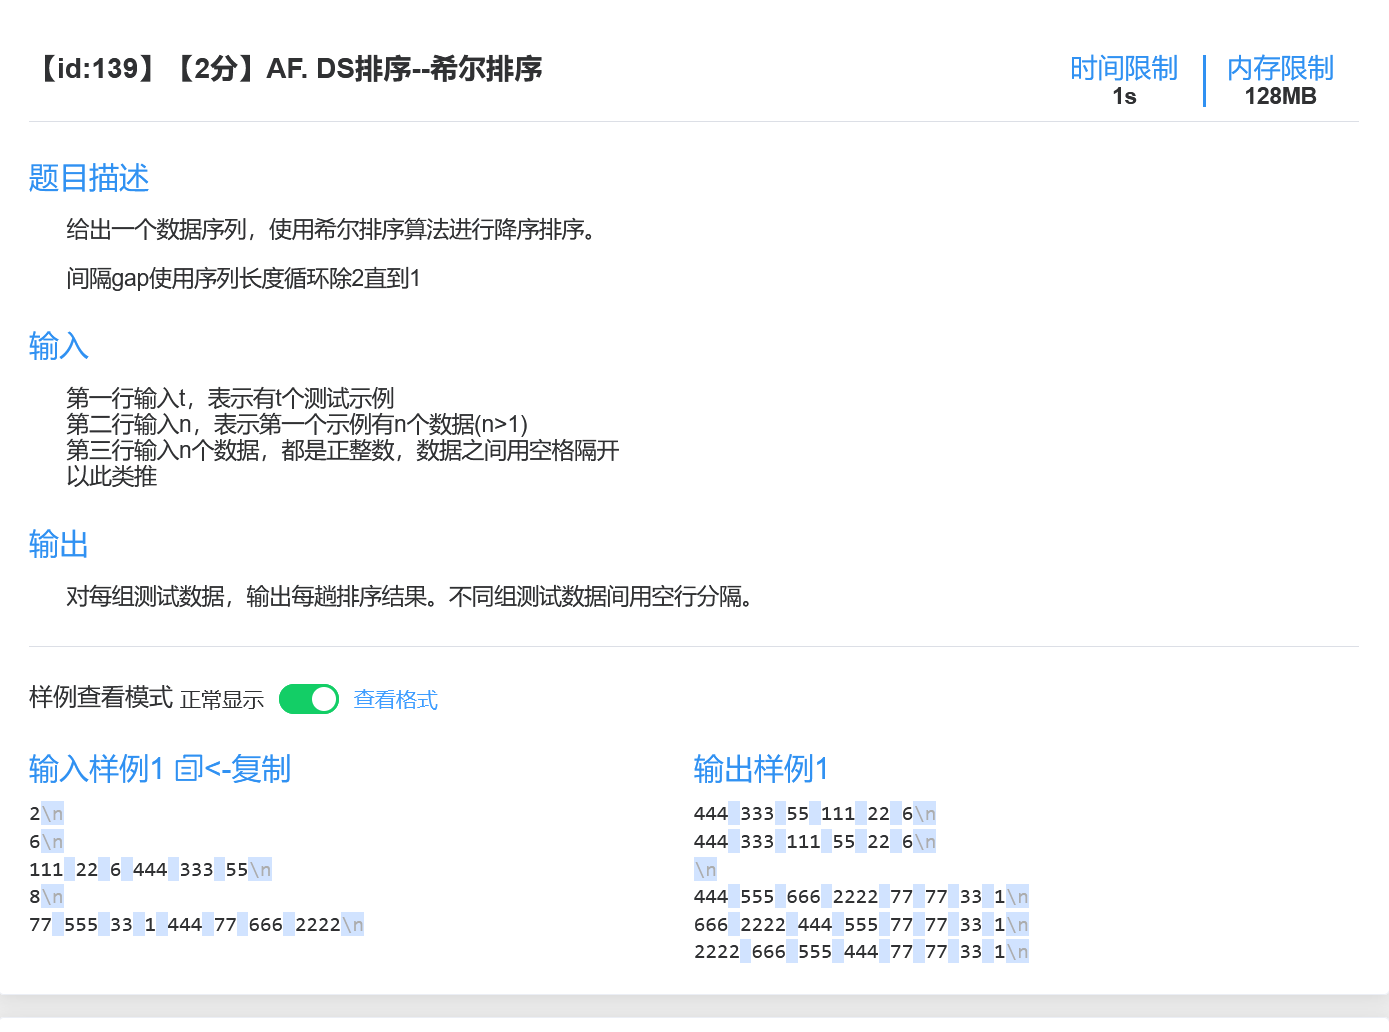 【id:139】【2分】AF. DS排序--希尔排序
时间限制
1s
内存限制
128MB
题目描述
给出一个数据序列，使用希尔排序算法进行降序排序。
间隔gap使用序列长度循环除2直到1
输入
第一行输入t，表示有t个测试示例
第二行输入n，表示第一个示例有n个数据(n>1)
第三行输入n个数据，都是正整数，数据之间用空格隔开
以此类推
输出
对每组测试数据，输出每趟排序结果。不同组测试数据间用空行分隔。
样例查看模式 正常显示 查看格式
输入样例1 <-复制
2\n
6\n
111 22 6 444 333 55\n
8\n
77 555 33 1 444 77 666 2222\n
输出样例1
444 333 55 111 22 6\n
444 333 111 55 22 6\n
\n
444 555 666 2222 77 77 33 1\n
666 2222 444 555 77 77 33 1\n
2222 666 555 444 77 77 33 1\n